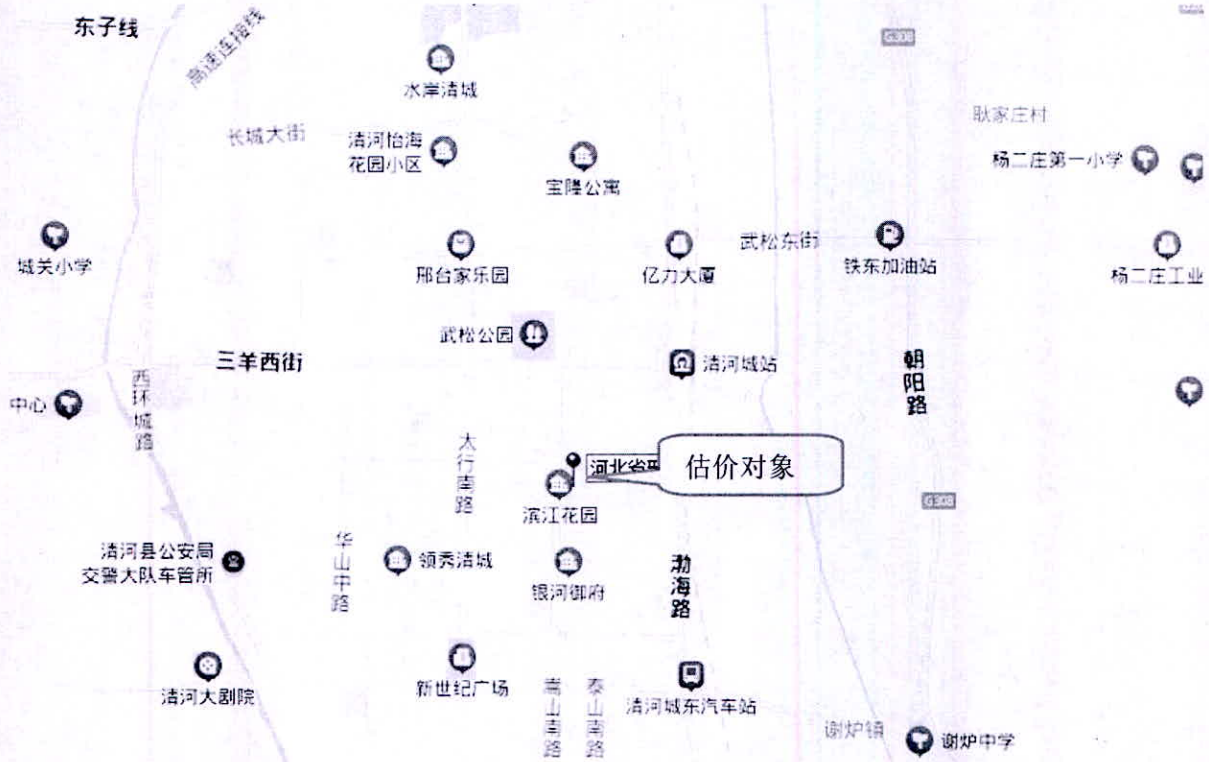 东子线
高速连接线
G308
水岸清城
长城大街
清河怡海
花园小区
宝隆公寓
耿家庄村
杨二庄第一小学
城关小学
邢台家乐园
亿力大厦
武松东街
铁东加油站
杨二庄工业
武松公园
三羊西街
清河城站
朝阳路
西环城路
中心
太行南路
河北省
估价对象
滨江花园
G308
清河县公安局
交警大队车管所
华山中路
领秀清城
银河御府
渤海路
清河大剧院
新世纪广场
嵩山南路
泰山南路
清河城东汽车站
谢炉镇
谢炉中学